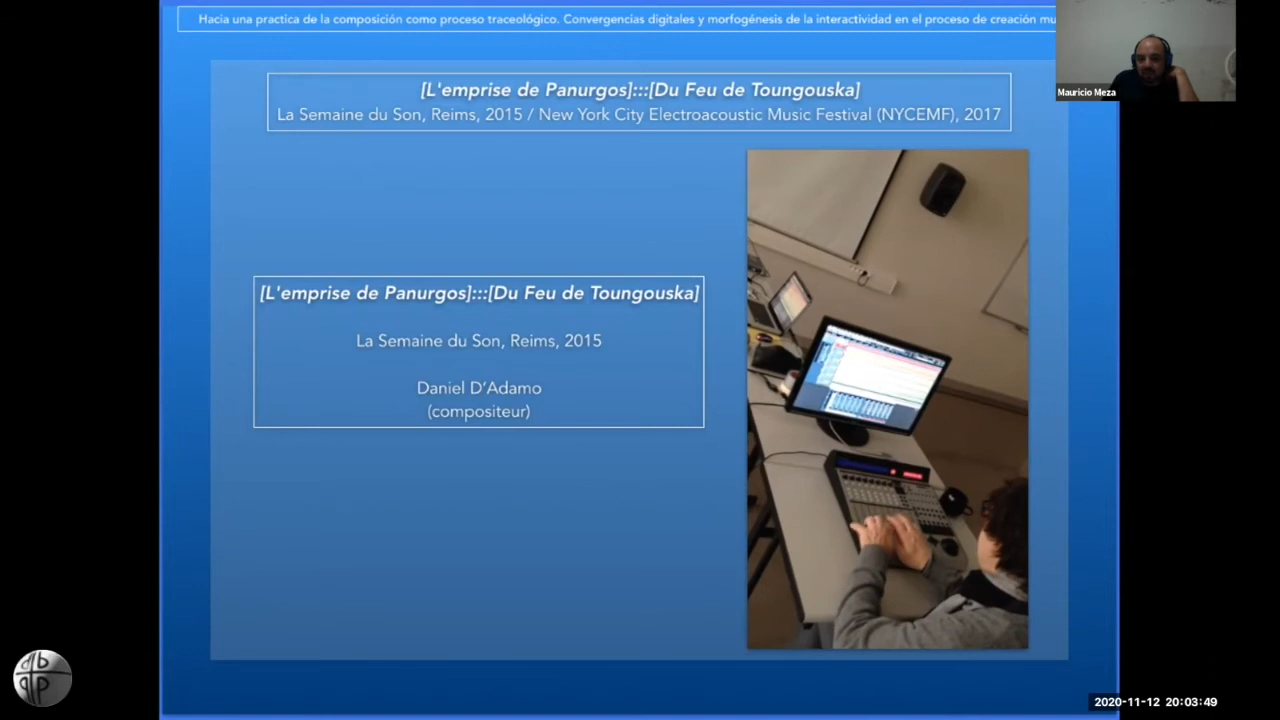 Hacia una practica de la composición como proceso traceológico. Convergencias digitales y morfogénesis de la interactividad en el proceso de creación mu
Mauricio Meza
[L'emprise de Panurgos]:::[Du Feu de Toungouska]
La Semaine du Son, Reims, 2015 / New York City Electroacoustic Music Festival (NYCEMF), 2017
[L'emprise de Panurgos]:::[Du Feu de Toungouska]
La Semaine du Son, Reims, 2015
Daniel D’Adamo
(compositeur)
2020-11-12 20:03:49